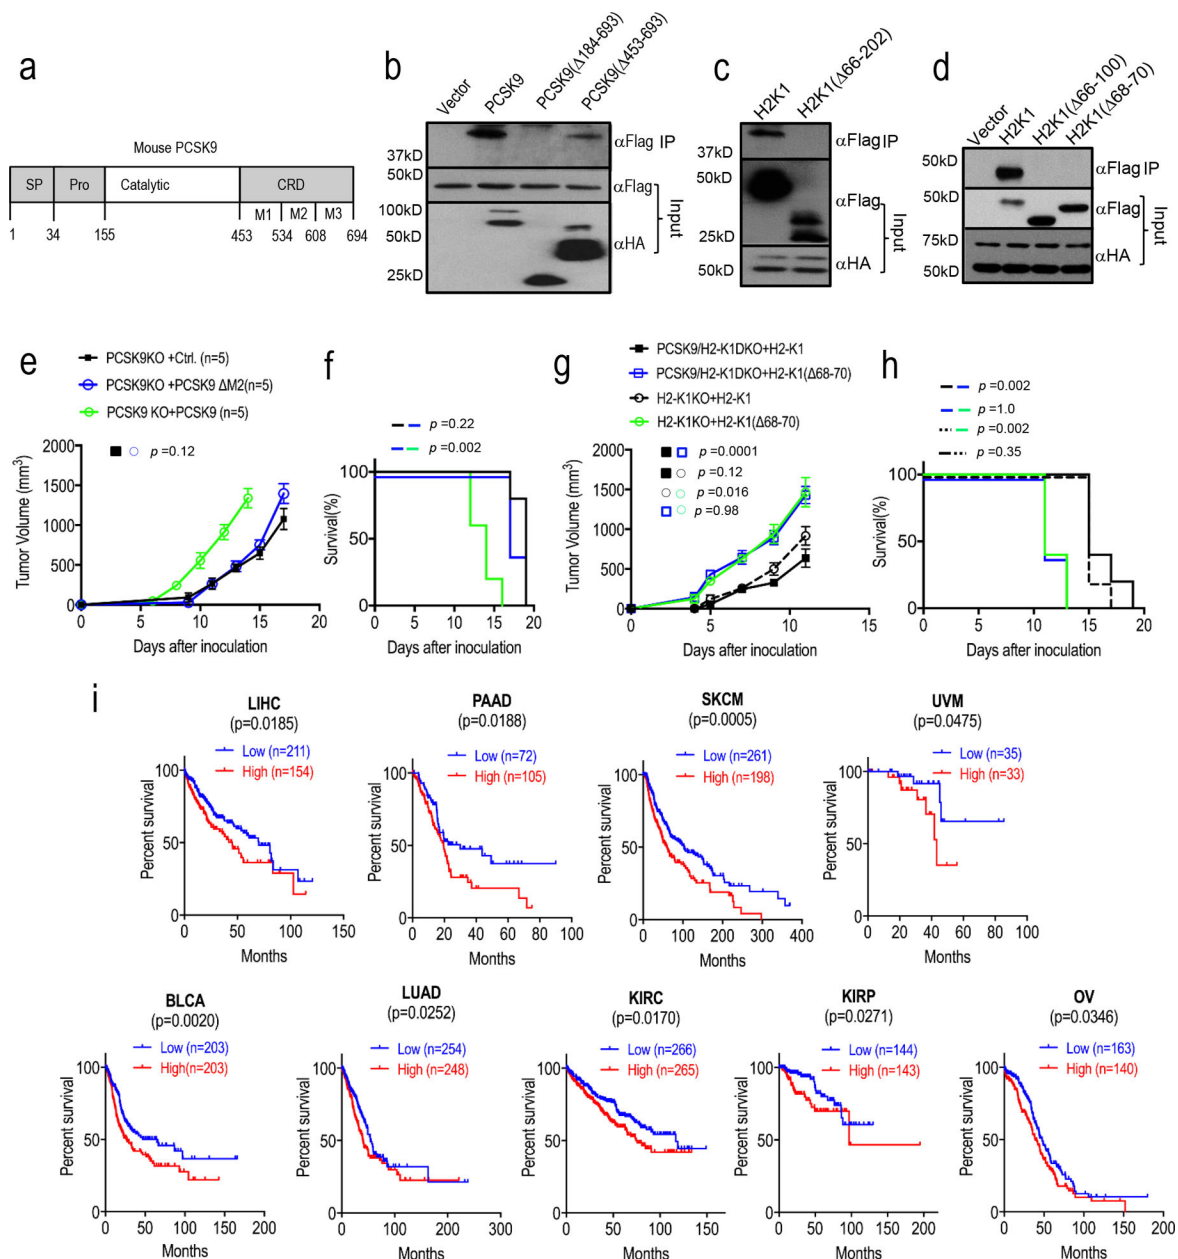 a
Mouse PCSK9
SP Pro Catalytic CRD
M1 M2 M3
1 34 155 453 534 608 694
b
Vector PCSK9 PCSK9(Δ184-693) PCSK9(Δ453-693)
37kD
50kD
100kD
50kD
25kD
αFlag IP
αFlag
αHA
Input
c
H2K1 H2K1(Δ66-202)
37kD
50kD
25kD
50kD
αFlag IP
αFlag
αHA
Input
d
Vector H2K1 H2K1(Δ66-100) H2K1(Δ68-70)
50kD
50kD
75kD
50kD
αFlag IP
αFlag
αHA
Input
e
PCSK9KO +Ctrl. (n=5)
PCSK9KO +PCSK9 ΔM2(n=5)
PCSK9 KO+PCSK9 (n=5)
p =0.12
Tumor Volume (mm3)
2000
1500
1000
500
0
0 5 10 15 20
Days after inoculation
f
p =0.22
p =0.002
Survival(%)
100
50
0
0 5 10 15 20
Days after inoculation
g
PCSK9/H2-K1DKO+H2-K1
PCSK9/H2-K1DKO+H2-K1(Δ68-70)
H2-K1KO+H2-K1
H2-K1KO+H2-K1(Δ68-70)
p =0.0001
p =0.12
p =0.016
p =0.98
Tumor Volume (mm3)
2000
1500
1000
500
0
0 5 10 15
Days after inoculation
h
p =0.002
p =1.0
p =0.002
p =0.35
Survival(%)
100
50
0
0 5 10 15 20
Days after inoculation
i
LIHC
(p=0.0185)
Low (n=211)
High (n=154)
Percent survival
100
50
0
0 50 100 150
Months
PAAD
(p=0.0188)
Low (n=72)
High (n=105)
Percent survival
100
50
0
0 20 40 60 80 100
Months
SKCM
(p=0.0005)
Low (n=261)
High (n=198)
Percent survival
100
50
0
0 100 200 300 400
Months
UVM
(p=0.0475)
Low (n=35)
High (n=33)
Percent survival
100
50
0
0 20 40 60 80 100
Months
BLCA
(p=0.0020)
Low (n=203)
High(n=203)
Percent survival
100
50
0
0 50 100 150 200
Months
LUAD
(p=0.0252)
Low (n=254)
High (n=248)
Percent survival
100
50
0
0 100 200 300
Months
KIRC
(p=0.0170)
Low (n=266)
High (n=265)
Percent survival
100
50
0
0 50 100 150
Months
KIRP
(p=0.0271)
Low (n=144)
High (n=143)
Percent survival
100
50
0
0 50 100 150 200
Months
OV
(p=0.0346)
Low (n=163)
High (n=140)
Percent survival
100
50
0
0 50 100 150 200
Months